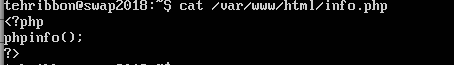 tehribbon@swap2018:~$ cat /var/www/html/info.php
<?php
phpinfo();
?>